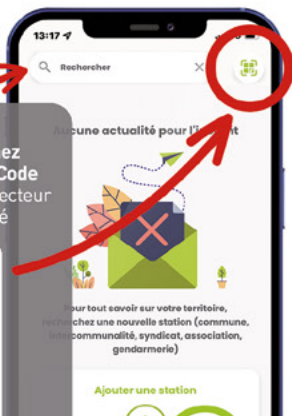 13:17
Rechercher
ez
Code
ecteur
é
Aucune actualité pour l'instant
Pour tout savoir sur votre territoire,
recherchez une nouvelle station (commune,
intercommunalité, syndicat, association,
gendarmerie)
Ajouter une station